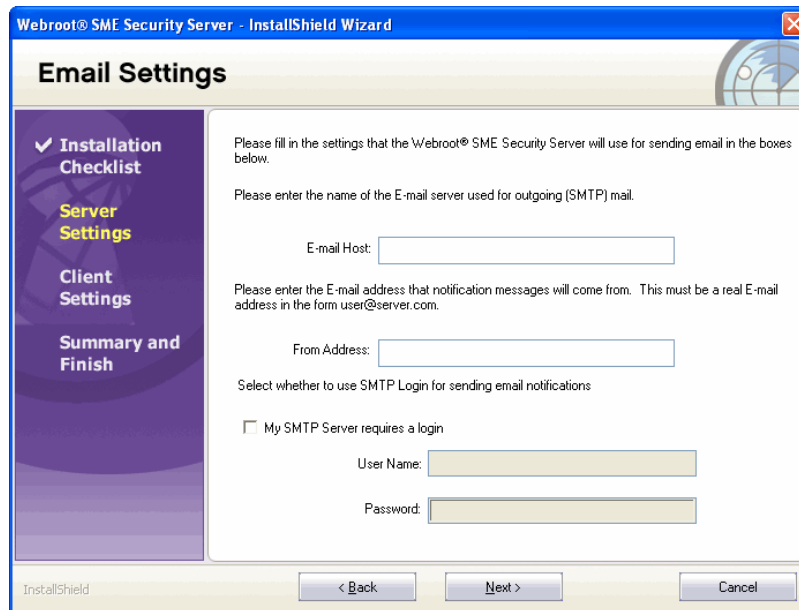 Webroot® SME Security Server - InstallShield Wizard
Email Settings
Installation
Checklist
Server
Settings
Client
Settings
Summary and
Finish
Please fill in the settings that the Webroot® SME Security Server will use for sending email in the boxes
below.
Please enter the name of the E-mail server used for outgoing (SMTP) mail.
E-mail Host:
Please enter the E-mail address that notification messages will come from. This must be a real E-mail
address in the form user@server.com.
From Address:
Select whether to use SMTP Login for sending email notifications
My SMTP Server requires a login
User Name:
Password:
InstallShield
< Back
Next >
Cancel